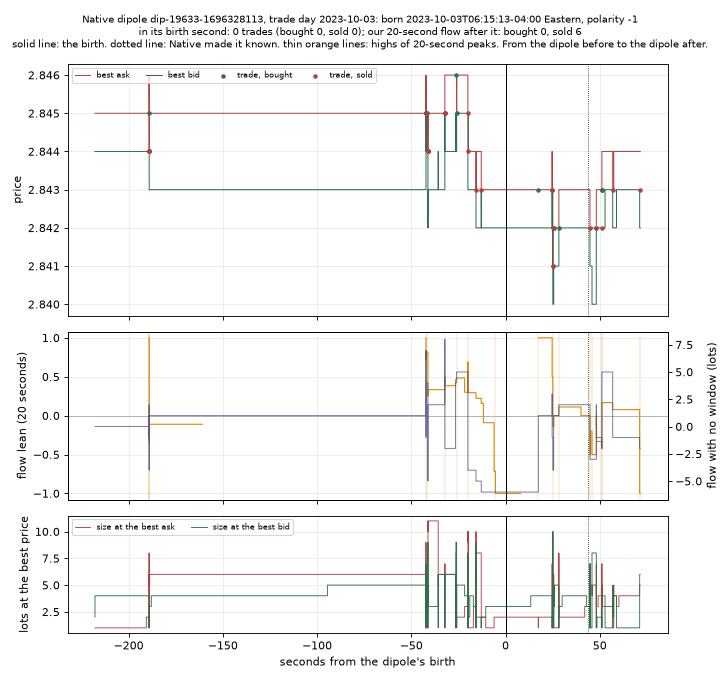 Native dipole dip-19633-1696328113, trade day 2023-10-03: born 2023-10-03T06:15:13-04:00 Eastern, polarity -1
in its birth second: 0 trades (bought 0, sold 0); our 20-second flow after it: bought 0, sold 6
solid line: the birth. dotted line: Native made it known. thin orange lines: highs of 20-second peaks. From the dipole before to the dipole after.
best ask
best bid
trade, bought
trade, sold
2.846
2.845
2.844
2.843
2.842
2.841
2.840
price
1.0
0.5
0.0
−0.5
−1.0
flow lean (20 seconds)
7.5
5.0
2.5
0.0
−2.5
−5.0
flow with no window (lots)
size at the best ask
size at the best bid
10.0
7.5
5.0
2.5
lots at the best price
−200
−150
−100
−50
0
50
seconds from the dipole's birth